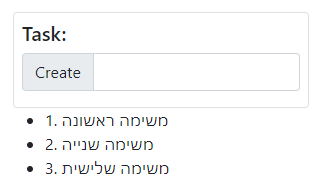 Task:
Create
1. משימה ראשונה
2. משימה שנייה
3. משימה שלישית